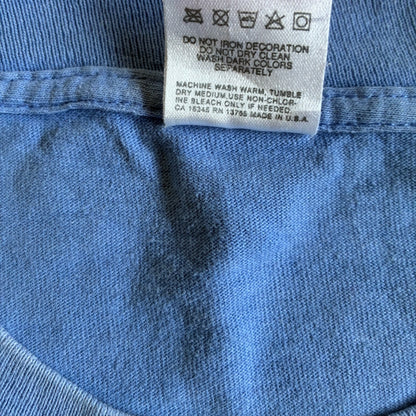 DO NOT IRON DECORATION
DO NOT DRY CLEAN
WASH DARK COLORS
SEPARATELY
MACHINE WASH WARM, TUMBLE
DRY MEDIUM. USE NON-CHLOR-
INE BLEACH ONLY IF NEEDED.
CA 16245 RN 13765 MADE IN U.S.A.